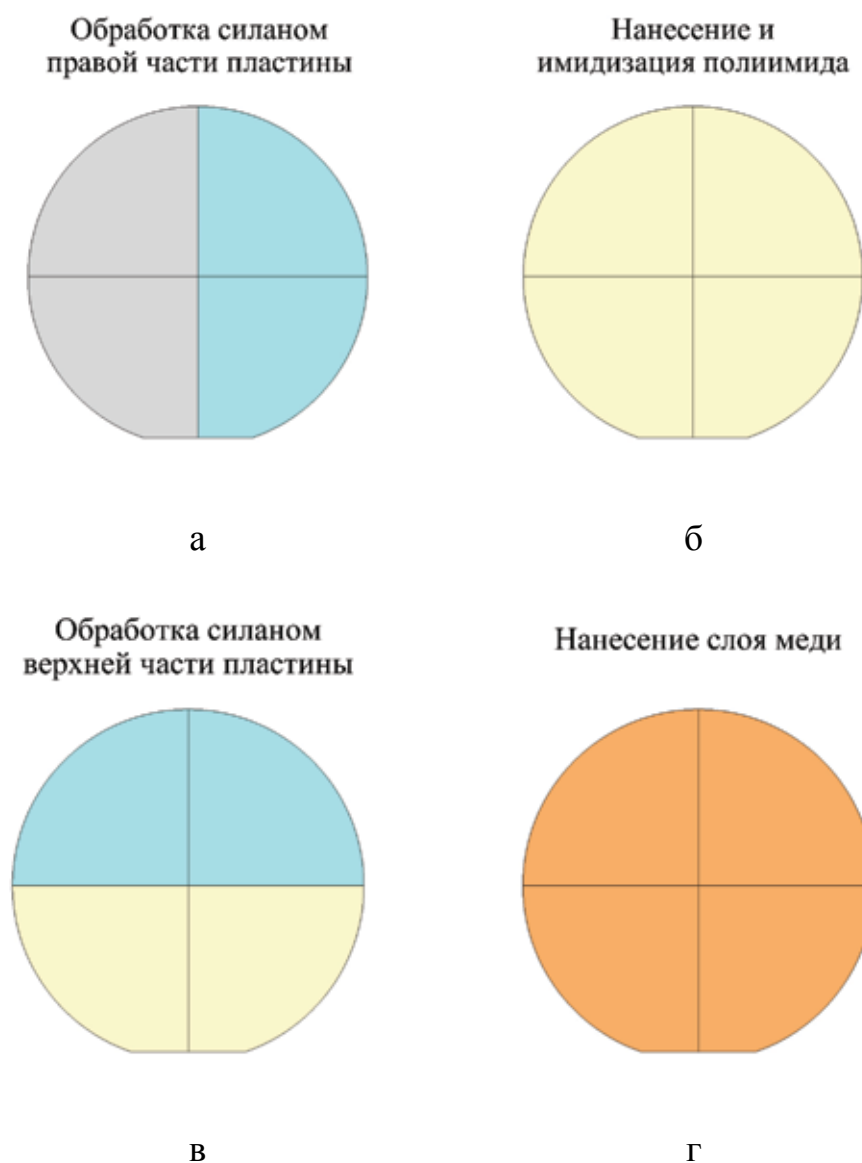 Обработка силаном
правой части пластины
Нанесение и
имидизация полиимида
а
б
Обработка силаном
верхней части пластины
Нанесение слоя меди
в
г